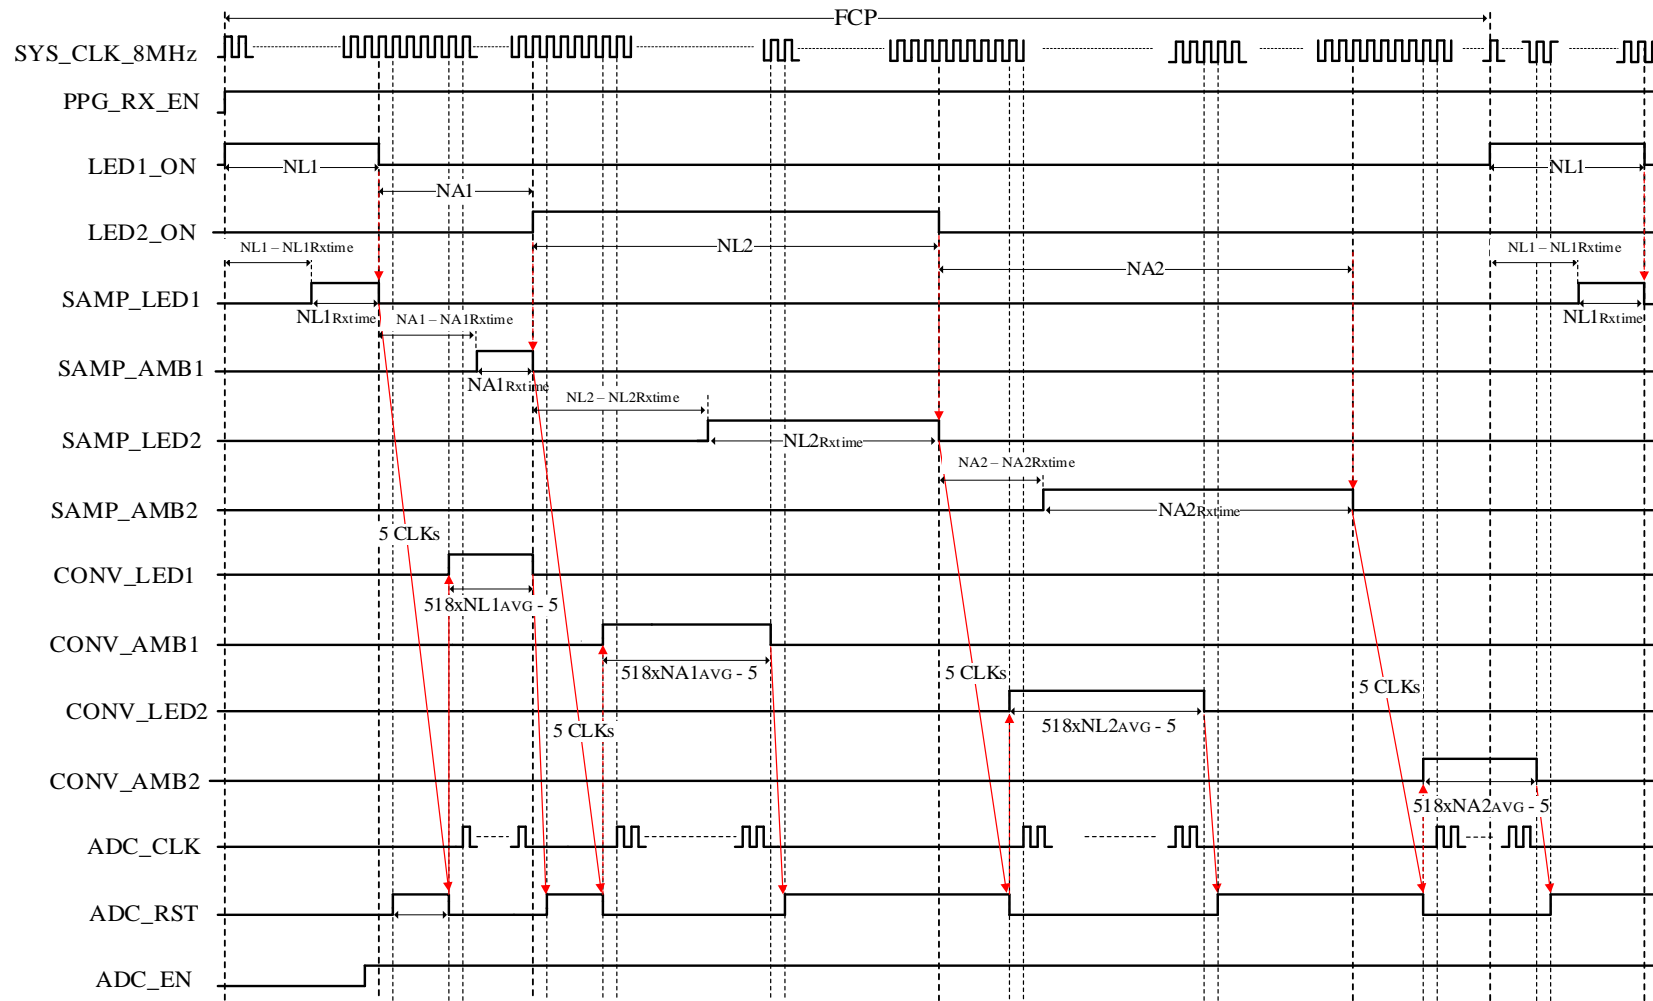 FCP
SYS_CLK_8MHz
PPG_RX_EN
LED1_ON
NL1
NL1
NA1
LED2_ON
NL2
NL1 – NL1Rxtime
NL1 – NL1Rxtime
NA2
SAMP_LED1
NL1Rxtime
NA1 – NA1Rxtime
NL1Rxtime
SAMP_AMB1
NA1Rxtime
NL2 – NL2Rxtime
SAMP_LED2
NL2Rxtime
NA2 – NA2Rxtime
SAMP_AMB2
NA2Rxtime
5 CLKs
CONV_LED1
518xNL1AVG - 5
CONV_AMB1
518xNA1AVG - 5
5 CLKs
5 CLKs
CONV_LED2
518xNL2AVG - 5
5 CLKs
CONV_AMB2
518xNA2AVG - 5
ADC_CLK
ADC_RST
ADC_EN